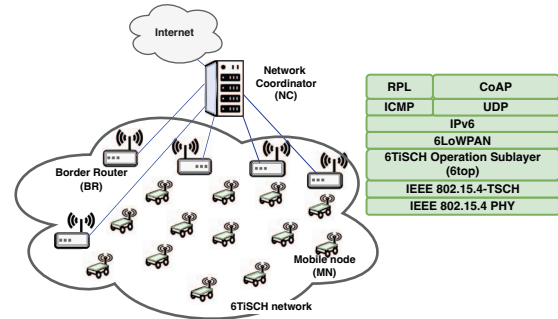 Internet
Network
Coordinator
(NC)
Border Router
(BR)
Mobile node
(MN)
6TiSCH network
RPL CoAP
ICMP UDP
IPv6
6LoWPAN
6TiSCH Operation Sublayer
(6top)
IEEE 802.15.4-TSCH
IEEE 802.15.4 PHY